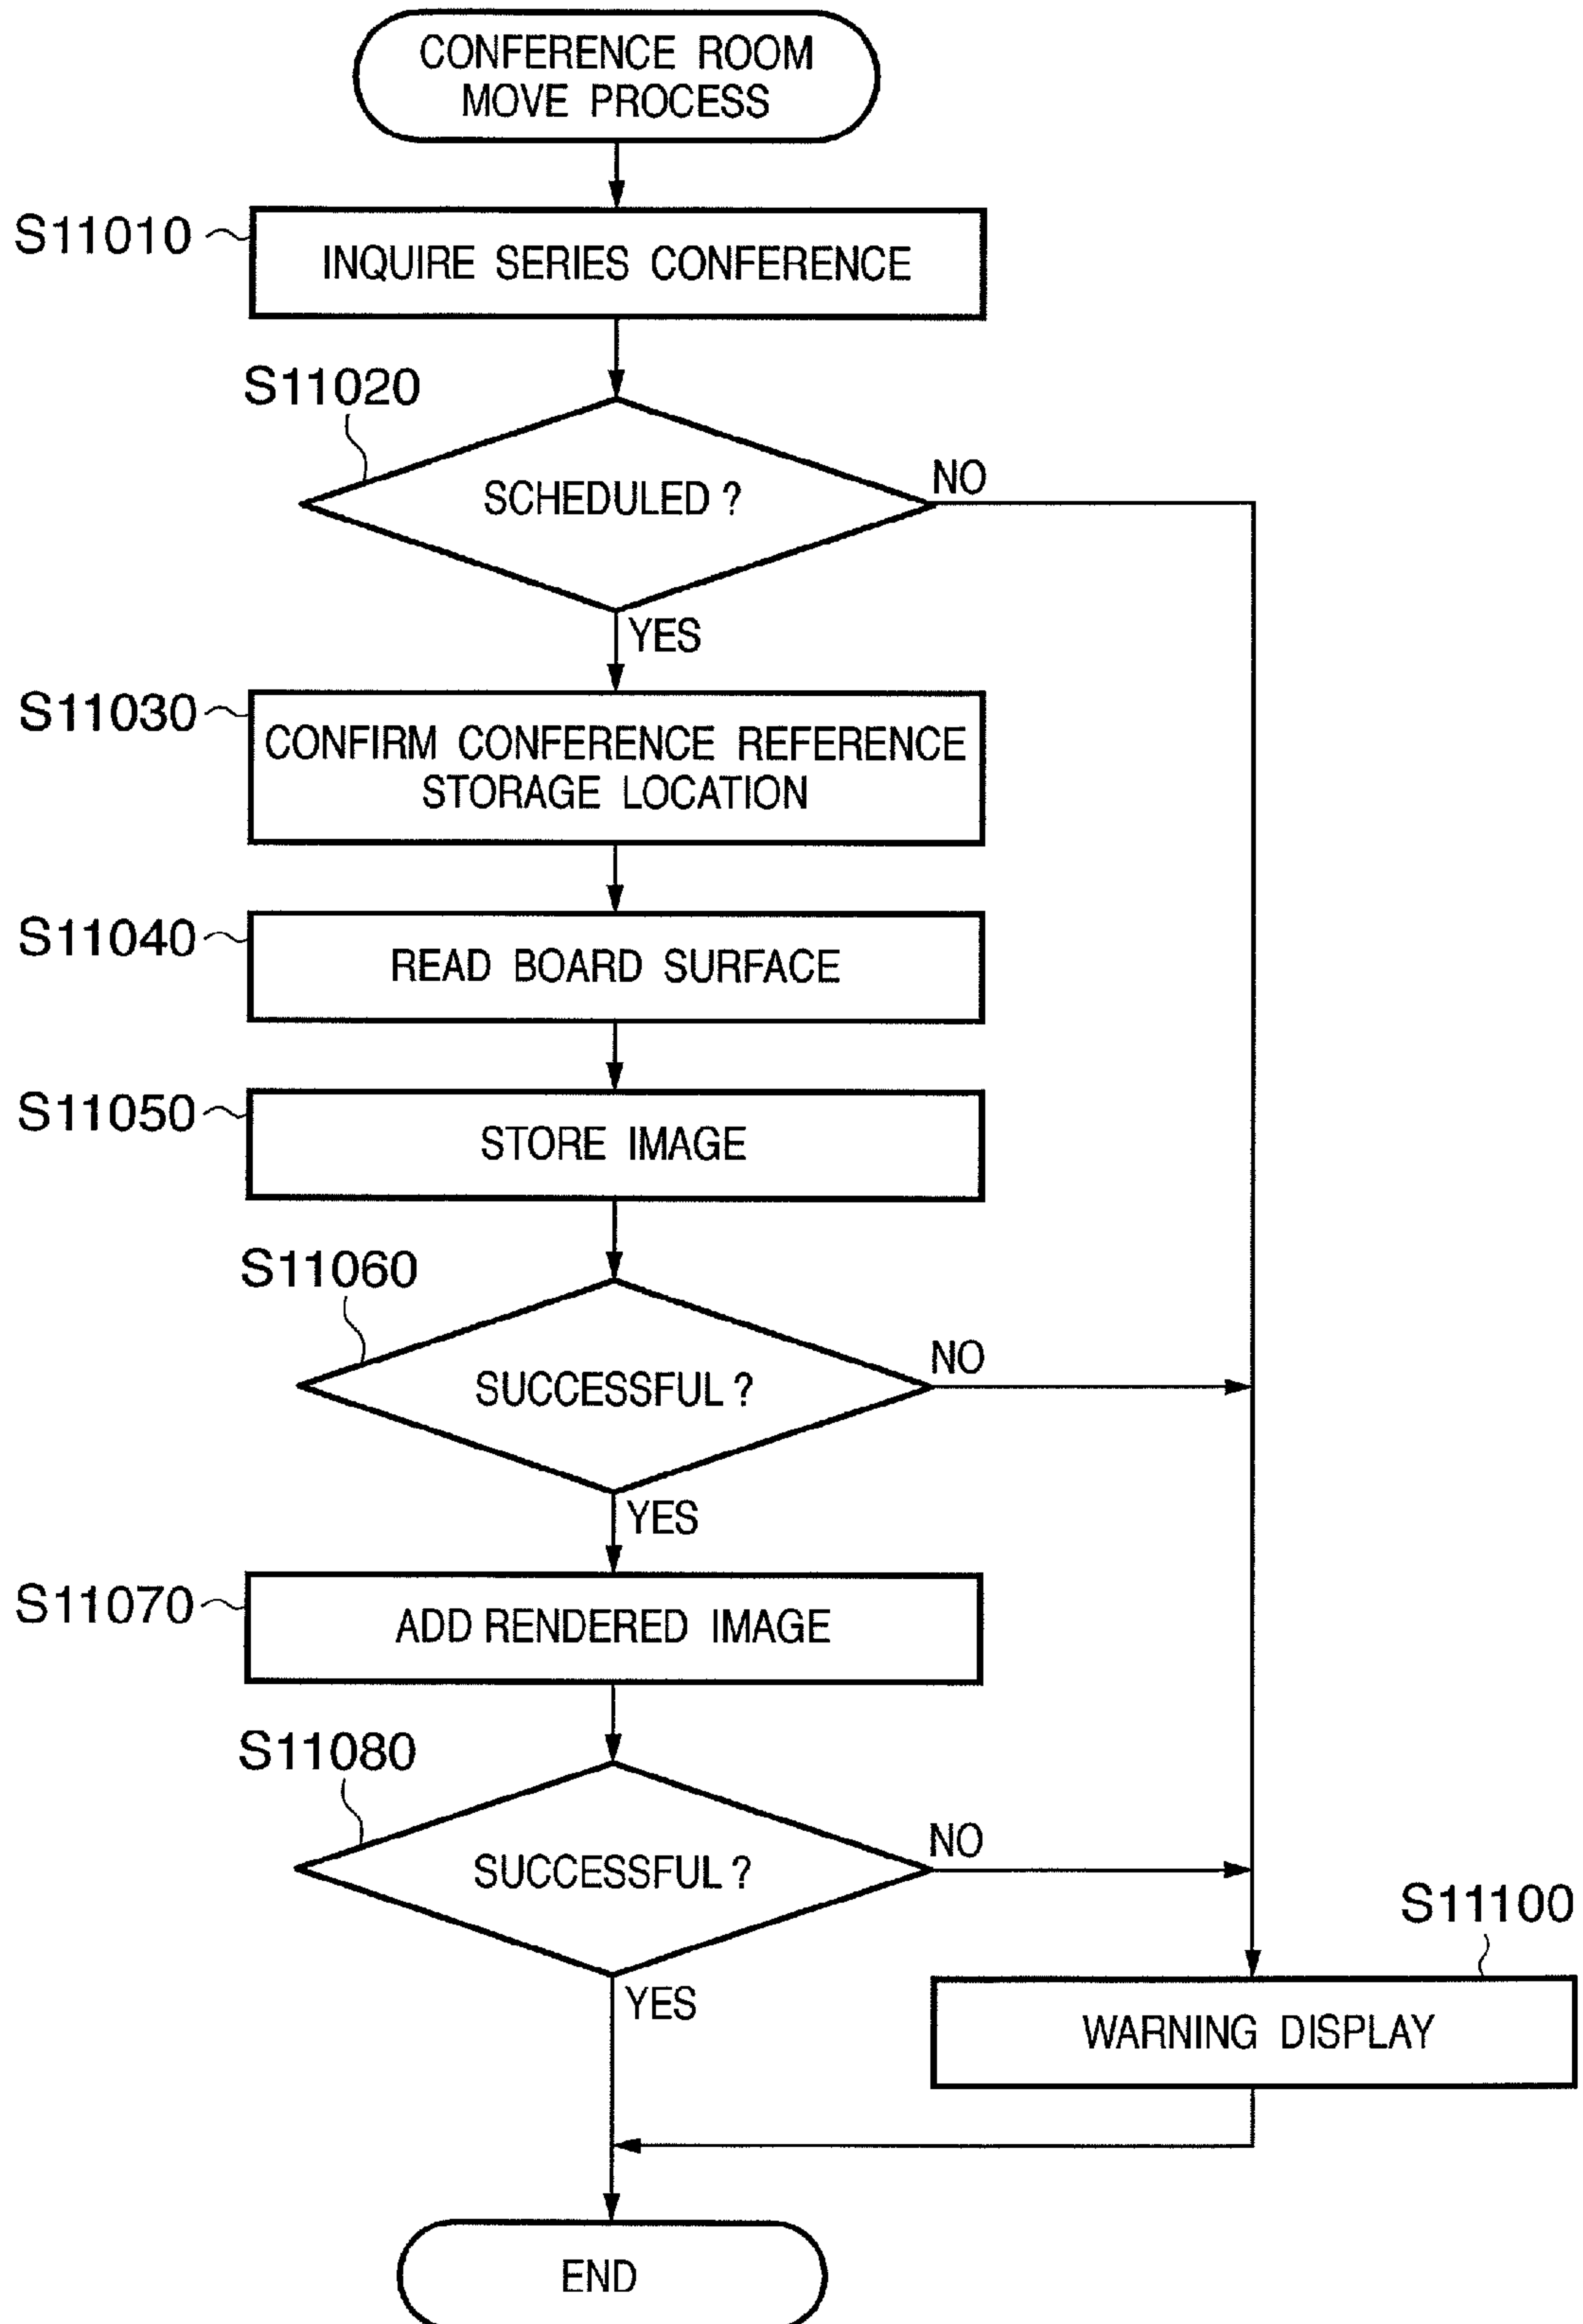 CONFERENCE ROOM
MOVE PROCESS
S11010
INQUIRE SERIES CONFERENCE
S11020
SCHEDULED ?
NO
YES
S11030
CONFIRM CONFERENCE REFERENCE
STORAGE LOCATION
S11040
READ BOARD SURFACE
S11050
STORE IMAGE
S11060
SUCCESSFUL ?
NO
YES
S11070
ADD RENDERED IMAGE
S11080
SUCCESSFUL ?
NO
YES
S11100
WARNING DISPLAY
END